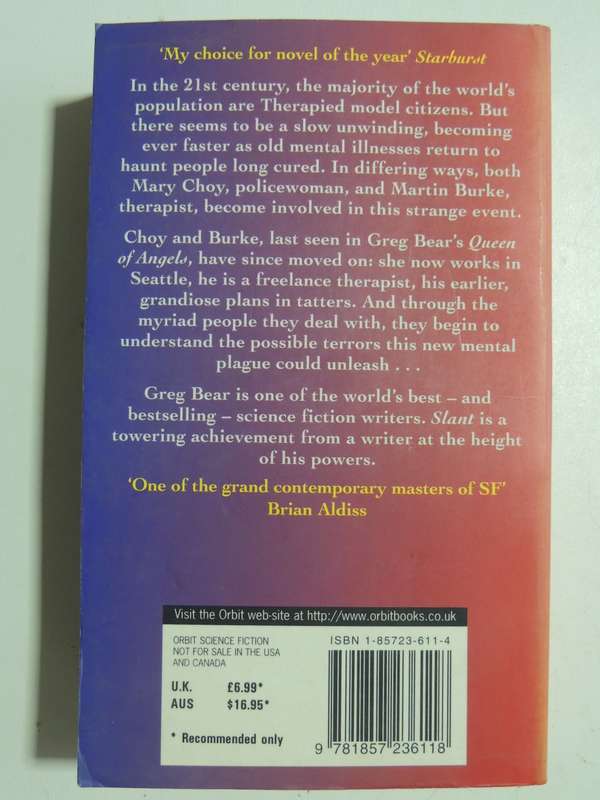 ‘My choice for novel of the year’ Starburst
In the 21st century, the majority of the world's
population are Therapied model citizens. But
there seems to be a slow unwinding, becoming
ever faster as old mental illnesses return to
haunt people long cured. In differing ways, both
Mary Choy, policewoman, and Martin Burke,
therapist, become involved in this strange event.
Choy and Burke, last seen in Greg Bear's Queen
of Angels, have since moved on: she now works in
Seattle, he is a freelance therapist, his earlier,
grandiose plans in tatters. And through the
myriad people they deal with, they begin to
understand the possible terrors this new mental
plague could unleash . . .
Greg Bear is one of the world's best – and
bestselling – science fiction writers. Slant is a
towering achievement from a writer at the height
of his powers.
‘One of the grand contemporary masters of SF’
Brian Aldiss
Visit the Orbit web-site at http://www.orbitbooks.co.uk
ORBIT SCIENCE FICTION
NOT FOR SALE IN THE USA
AND CANADA
U.K. £6.99*
AUS $16.95*
* Recommended only
ISBN 1-85723-611-4
9 781857 236118